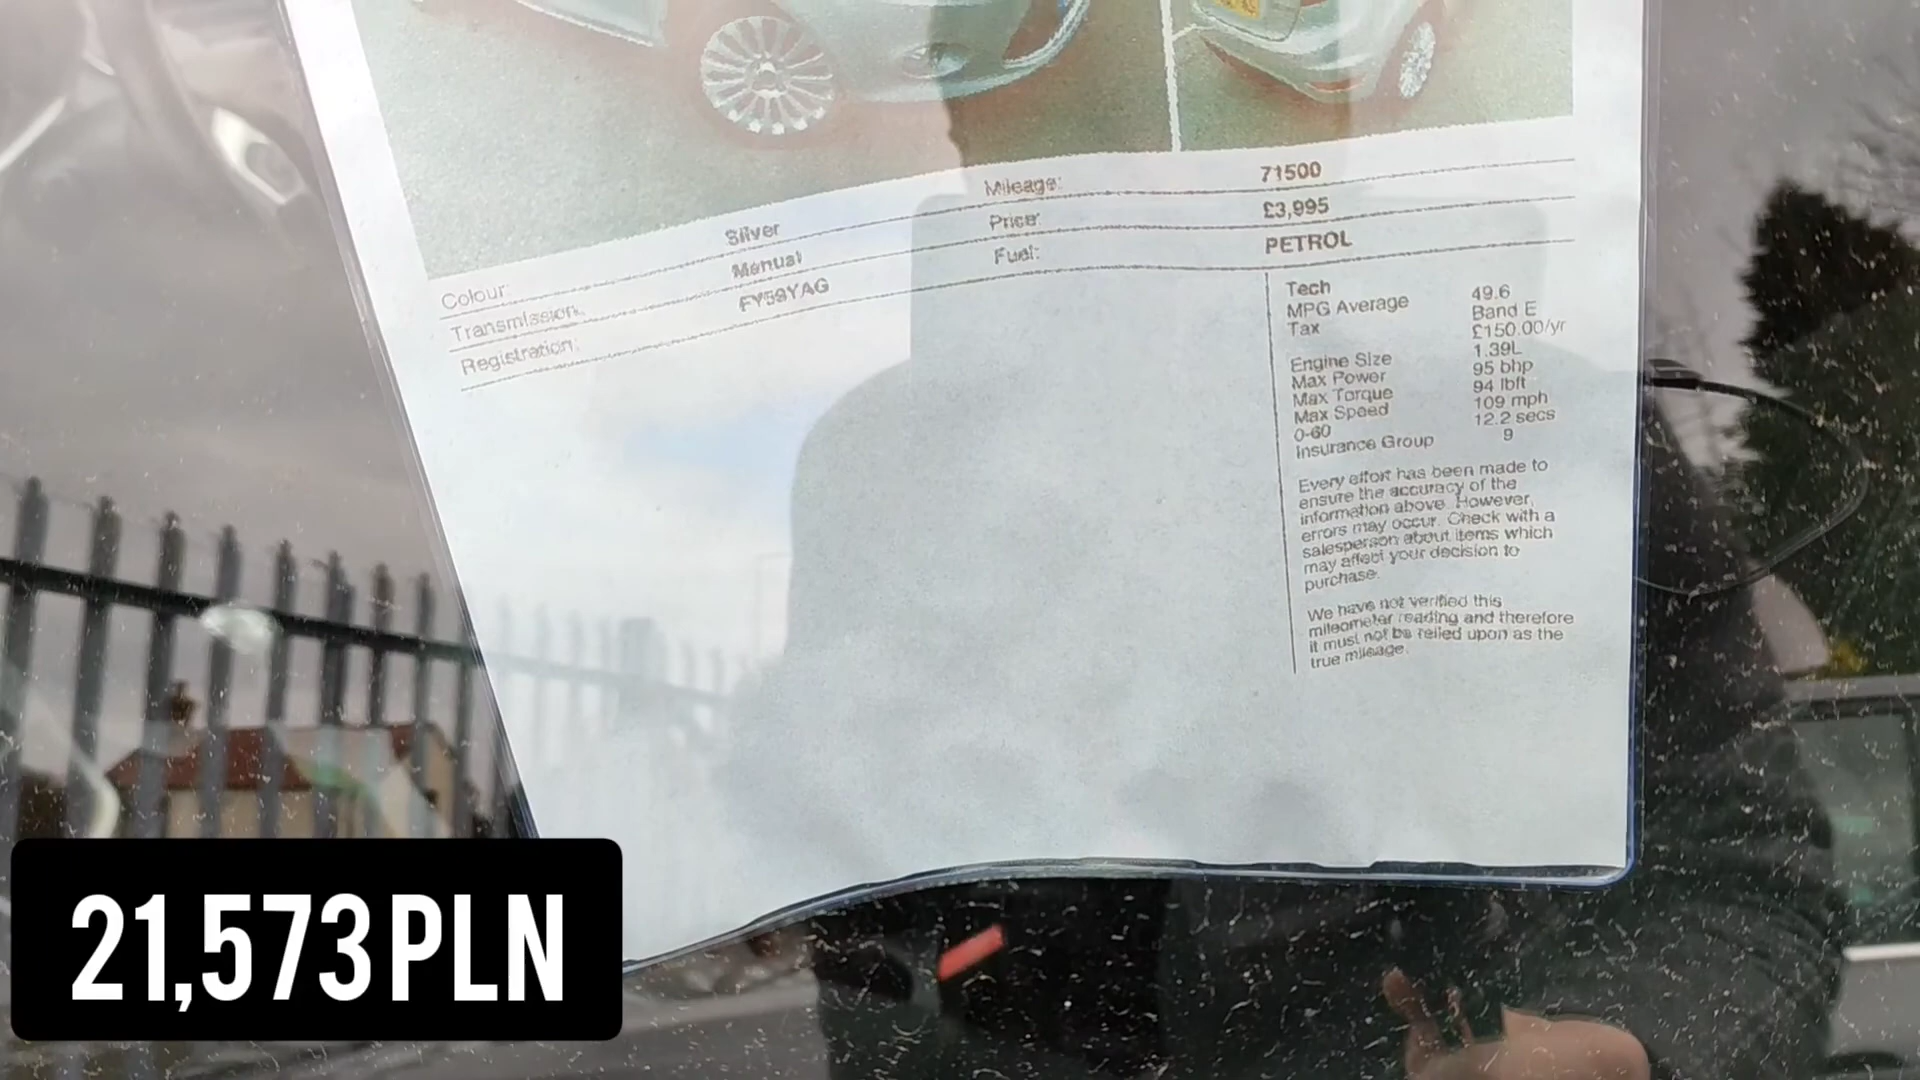 Colour: Silver Mileage: 71500
Transmission: Manual Price: £3,995
Registration: FY59YAG Fuel: PETROL
Tech
MPG Average 49.6
Tax Band E
£150.00/yr
Engine Size 1.39L
Max Power 95 bhp
Max Torque 94 lbft
Max Speed 109 mph
0-60 12.2 secs
Insurance Group 9
Every effort has been made to
ensure the accuracy of the
information above. However,
errors may occur. Check with a
salesperson about items which
may affect your decision to
purchase.
We have not verified this
mileometer reading and therefore
it must not be relied upon as the
true mileage.
21,573PLN